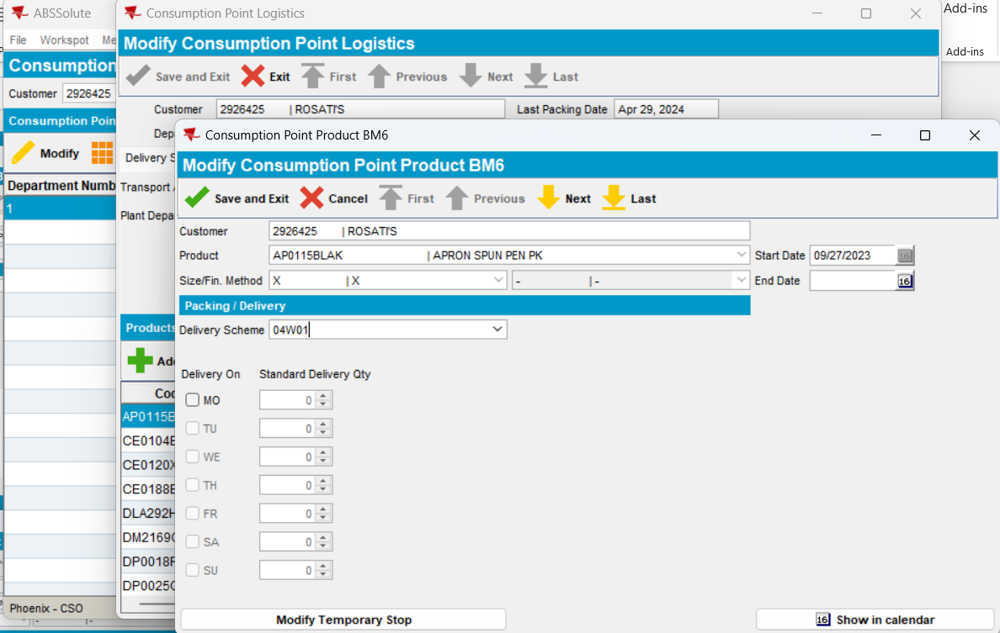 ABSSolute
Consumption Point Logistics
Add-ins
File Workspot Me
Modify Consumption Point Logistics
Add-ins
Consumption
Save and Exit Exit First Previous Next Last
Customer 2926425
Customer 2926425 | ROSATI'S Last Packing Date Apr 29, 2024
Consumption Poin
Depa
Consumption Point Product BM6
Modify
Delivery S
Modify Consumption Point Product BM6
Department Numb
Transport A
Save and Exit Cancel First Previous Next Last
1
Plant Depa
Customer 2926425 | ROSATI'S
Product AP0115BLAK | APRON SPUN PEN PK Start Date 09/27/2023 16
Size/Fin. Method X | X - | - End Date 16
Packing / Delivery
Products
Delivery Scheme 04W01
Add
Delivery On Standard Delivery Qty
Cod
MO 0
AP0115B
TU 0
CE0104B
WE 0
CE0120X
TH 0
CE0188B
FR 0
DLA292H
SA 0
DM2169
DP0018
SU 0
DP0025
Phoenix - CSO
Modify Temporary Stop
16 Show in calendar